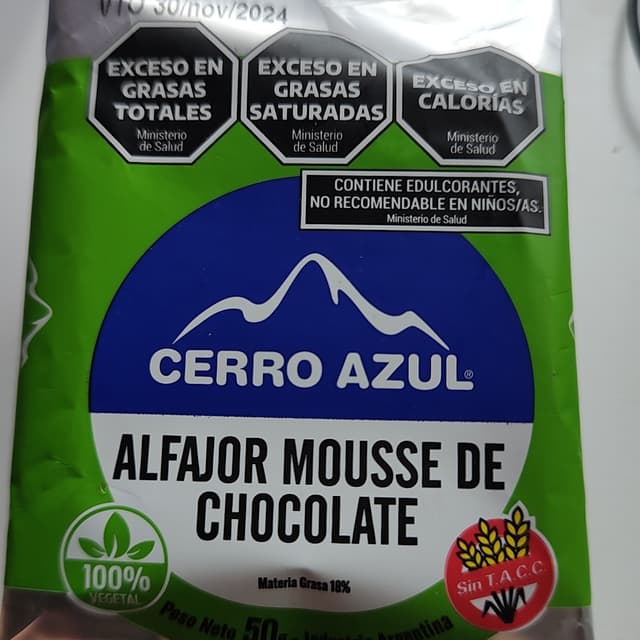 VTO 30/nov/2024
EXCESO EN
GRASAS
TOTALES
Ministerio
de Salud
EXCESO EN
GRASAS
SATURADAS
Ministerio
de Salud
EXCESO EN
CALORÍAS
Ministerio
de Salud
CONTIENE EDULCORANTES,
NO RECOMENDABLE EN NIÑOS/AS.
Ministerio de Salud
CERRO AZUL®
ALFAJOR MOUSSE DE
CHOCOLATE
100%
VEGETAL
Materia Grasa 18%
Sin T.A.C.C.
Peso Neto 50g - Industria Argentina